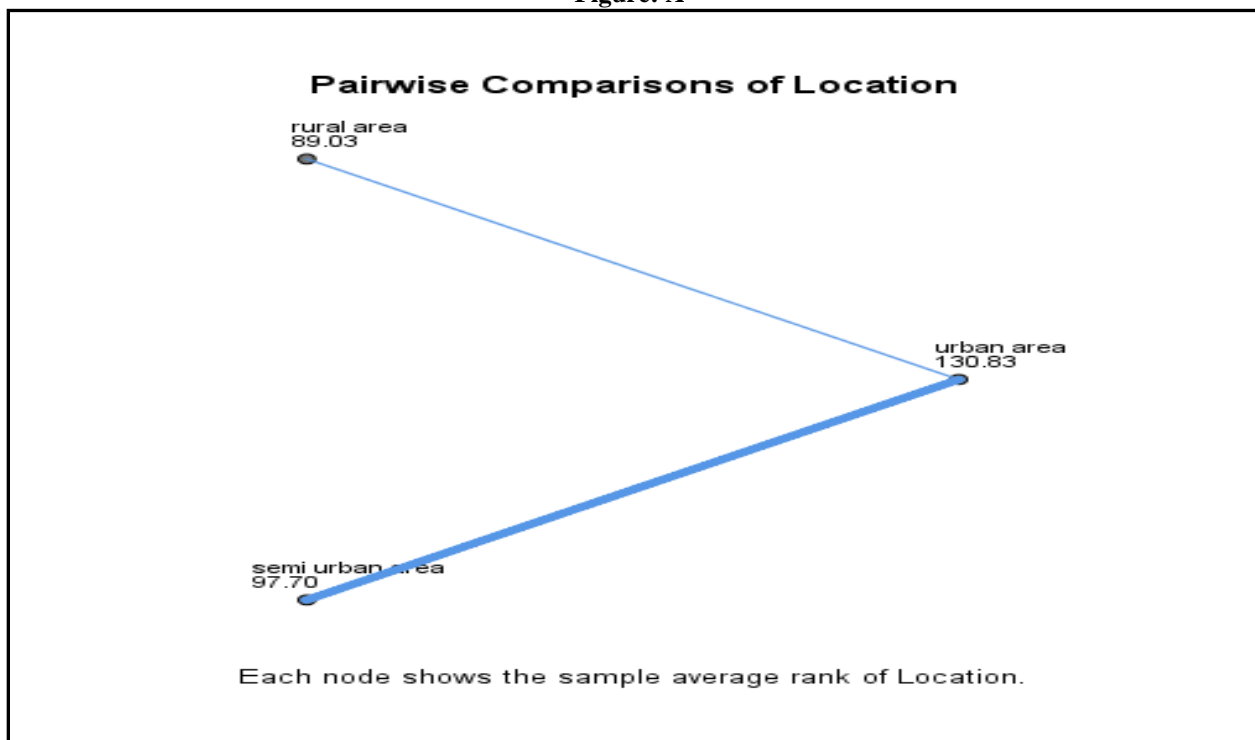 Figure: A
Pairwise Comparisons of Location
rural area
89.03
urban area
130.83
semi urban area
97.70
Each node shows the sample average rank of Location.